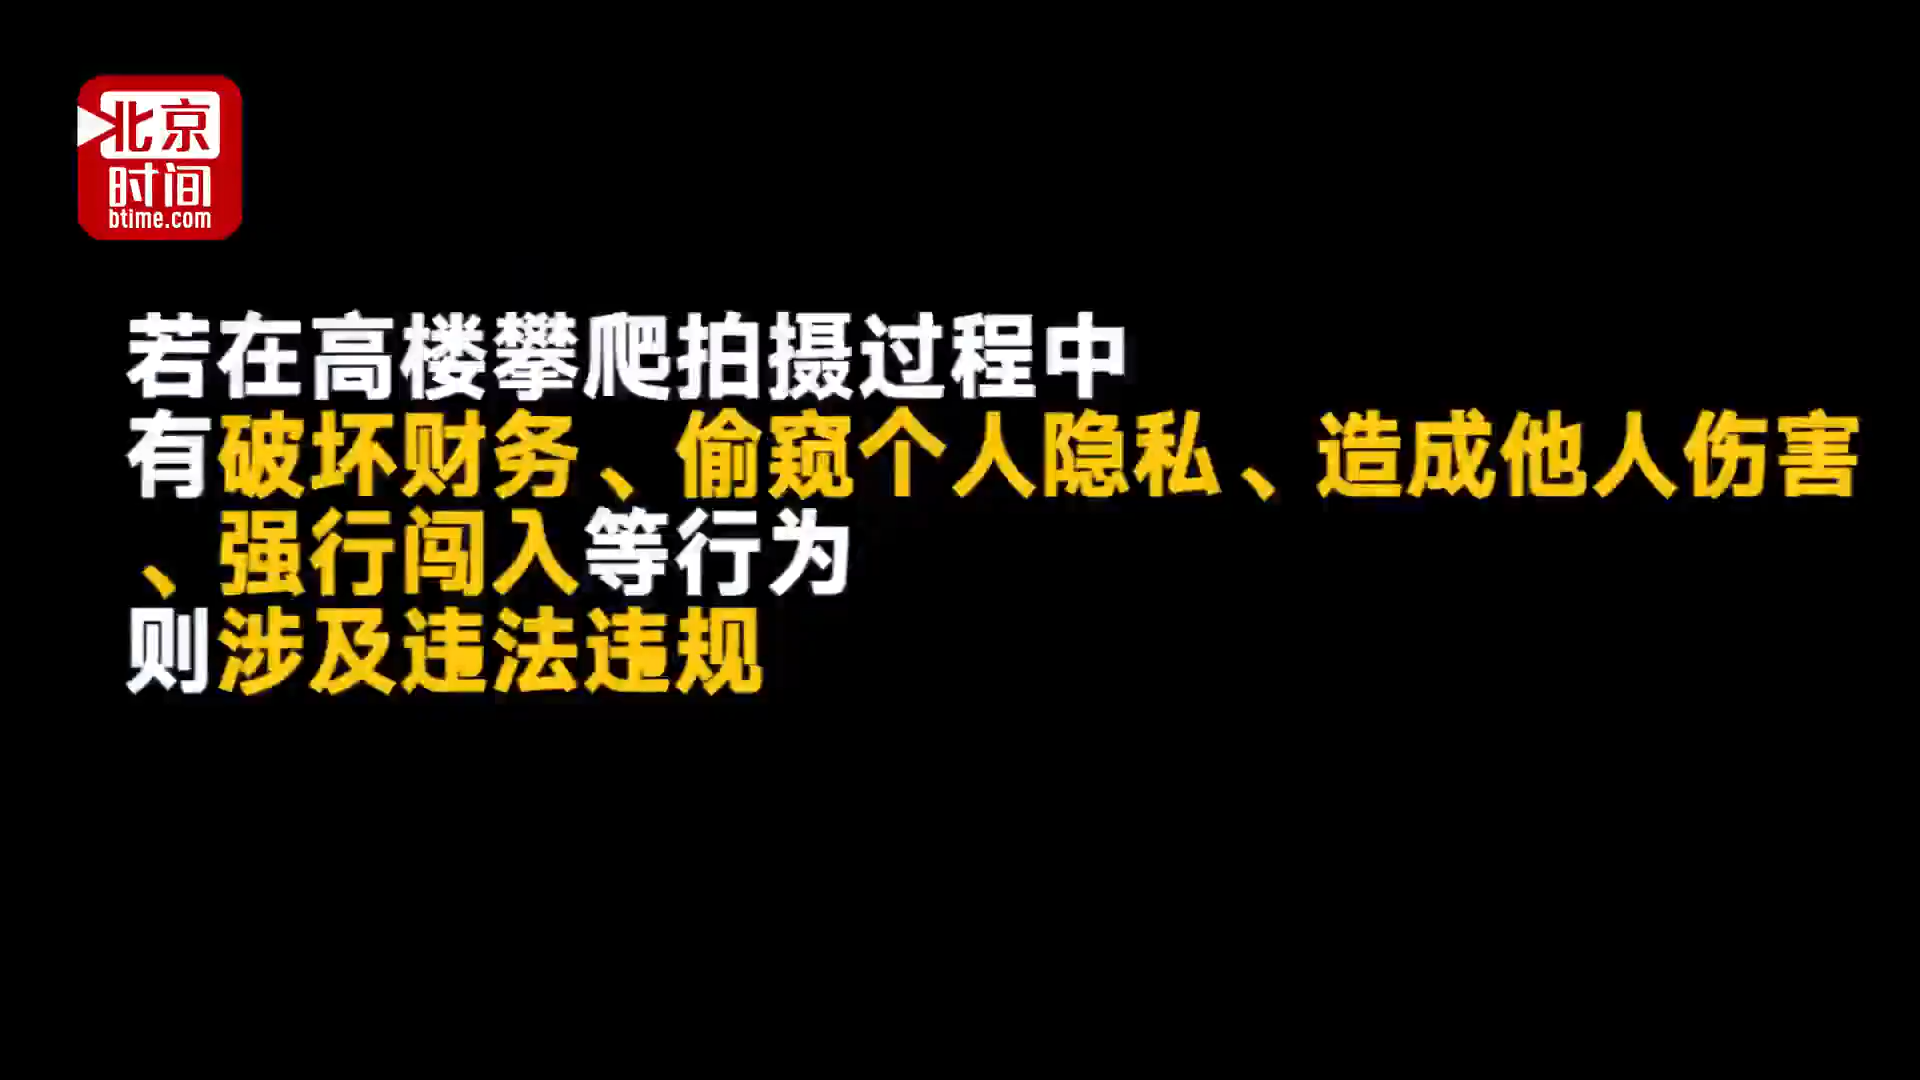 北京
时间
btime.com
若在高楼攀爬拍摄过程中
有破坏财务、偷窥个人隐私、造成他人伤害
、强行闯入等行为
则涉及违法违规